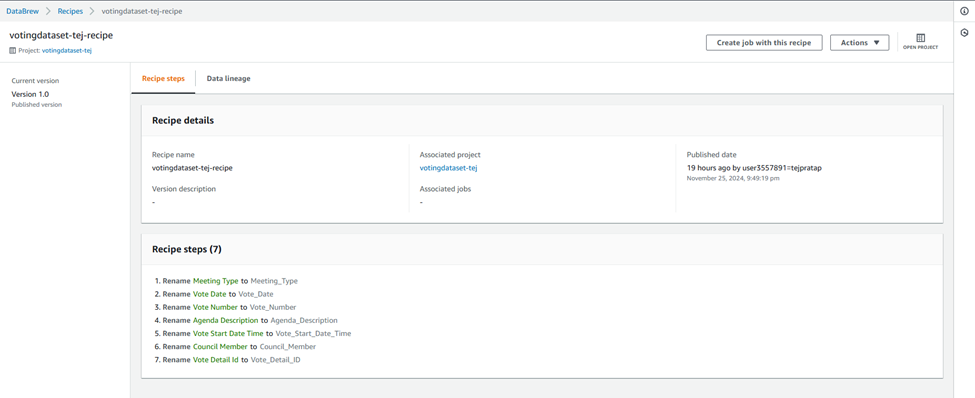 DataBrew > Recipes > votingdataset-tej-recipe
votingdataset-tej-recipe
Project: votingdataset-tej
Create job with this recipe
Actions
OPEN PROJECT
Current version
Version 1.0
Published version
Recipe steps
Data lineage
Recipe details
Recipe name
votingdataset-tej-recipe
Version description
-
Associated project
votingdataset-tej
Associated jobs
-
Published date
19 hours ago by user3557891=tejpratap
November 25, 2024, 9:49:19 pm
Recipe steps (7)
1. Rename Meeting Type to Meeting_Type
2. Rename Vote Date to Vote_Date
3. Rename Vote Number to Vote_Number
4. Rename Agenda Description to Agenda_Description
5. Rename Vote Start Date Time to Vote_Start_Date_Time
6. Rename Council Member to Council_Member
7. Rename Vote Detail Id to Vote_Detail_ID